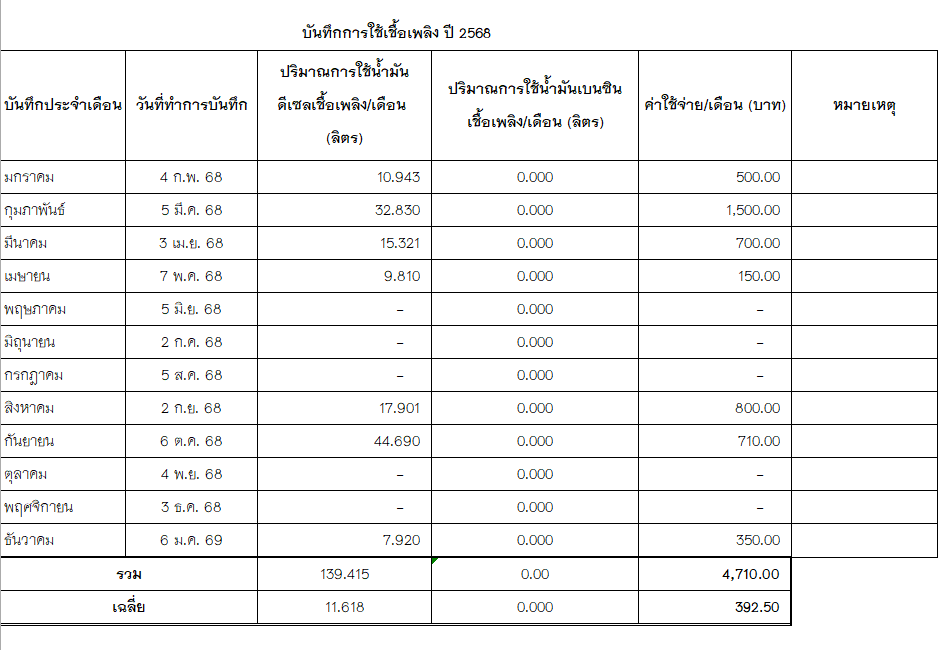 บันทึกการใช้เชื้อเพลิง ปี 2568
บันทึกประจำเดือน วันที่ทำการบันทึก ปริมาณการใช้น้ำมันดีเซลเชื้อเพลิง/เดือน (ลิตร) ปริมาณการใช้น้ำมันเบนซินเชื้อเพลิง/เดือน (ลิตร) ค่าใช้จ่าย/เดือน (บาท) หมายเหตุ
มกราคม 4 ก.พ. 68 10.943 0.000 500.00
กุมภาพันธ์ 5 มี.ค. 68 32.830 0.000 1,500.00
มีนาคม 3 เม.ย. 68 15.321 0.000 700.00
เมษายน 7 พ.ค. 68 9.810 0.000 150.00
พฤษภาคม 5 มิ.ย. 68 – 0.000 –
มิถุนายน 2 ก.ค. 68 – 0.000 –
กรกฎาคม 5 ส.ค. 68 – 0.000 –
สิงหาคม 2 ก.ย. 68 17.901 0.000 800.00
กันยายน 6 ต.ค. 68 44.690 0.000 710.00
ตุลาคม 4 พ.ย. 68 – 0.000 –
พฤศจิกายน 3 ธ.ค. 68 – 0.000 –
ธันวาคม 6 ม.ค. 69 7.920 0.000 350.00
รวม 139.415 0.00 4,710.00
เฉลี่ย 11.618 0.000 392.50